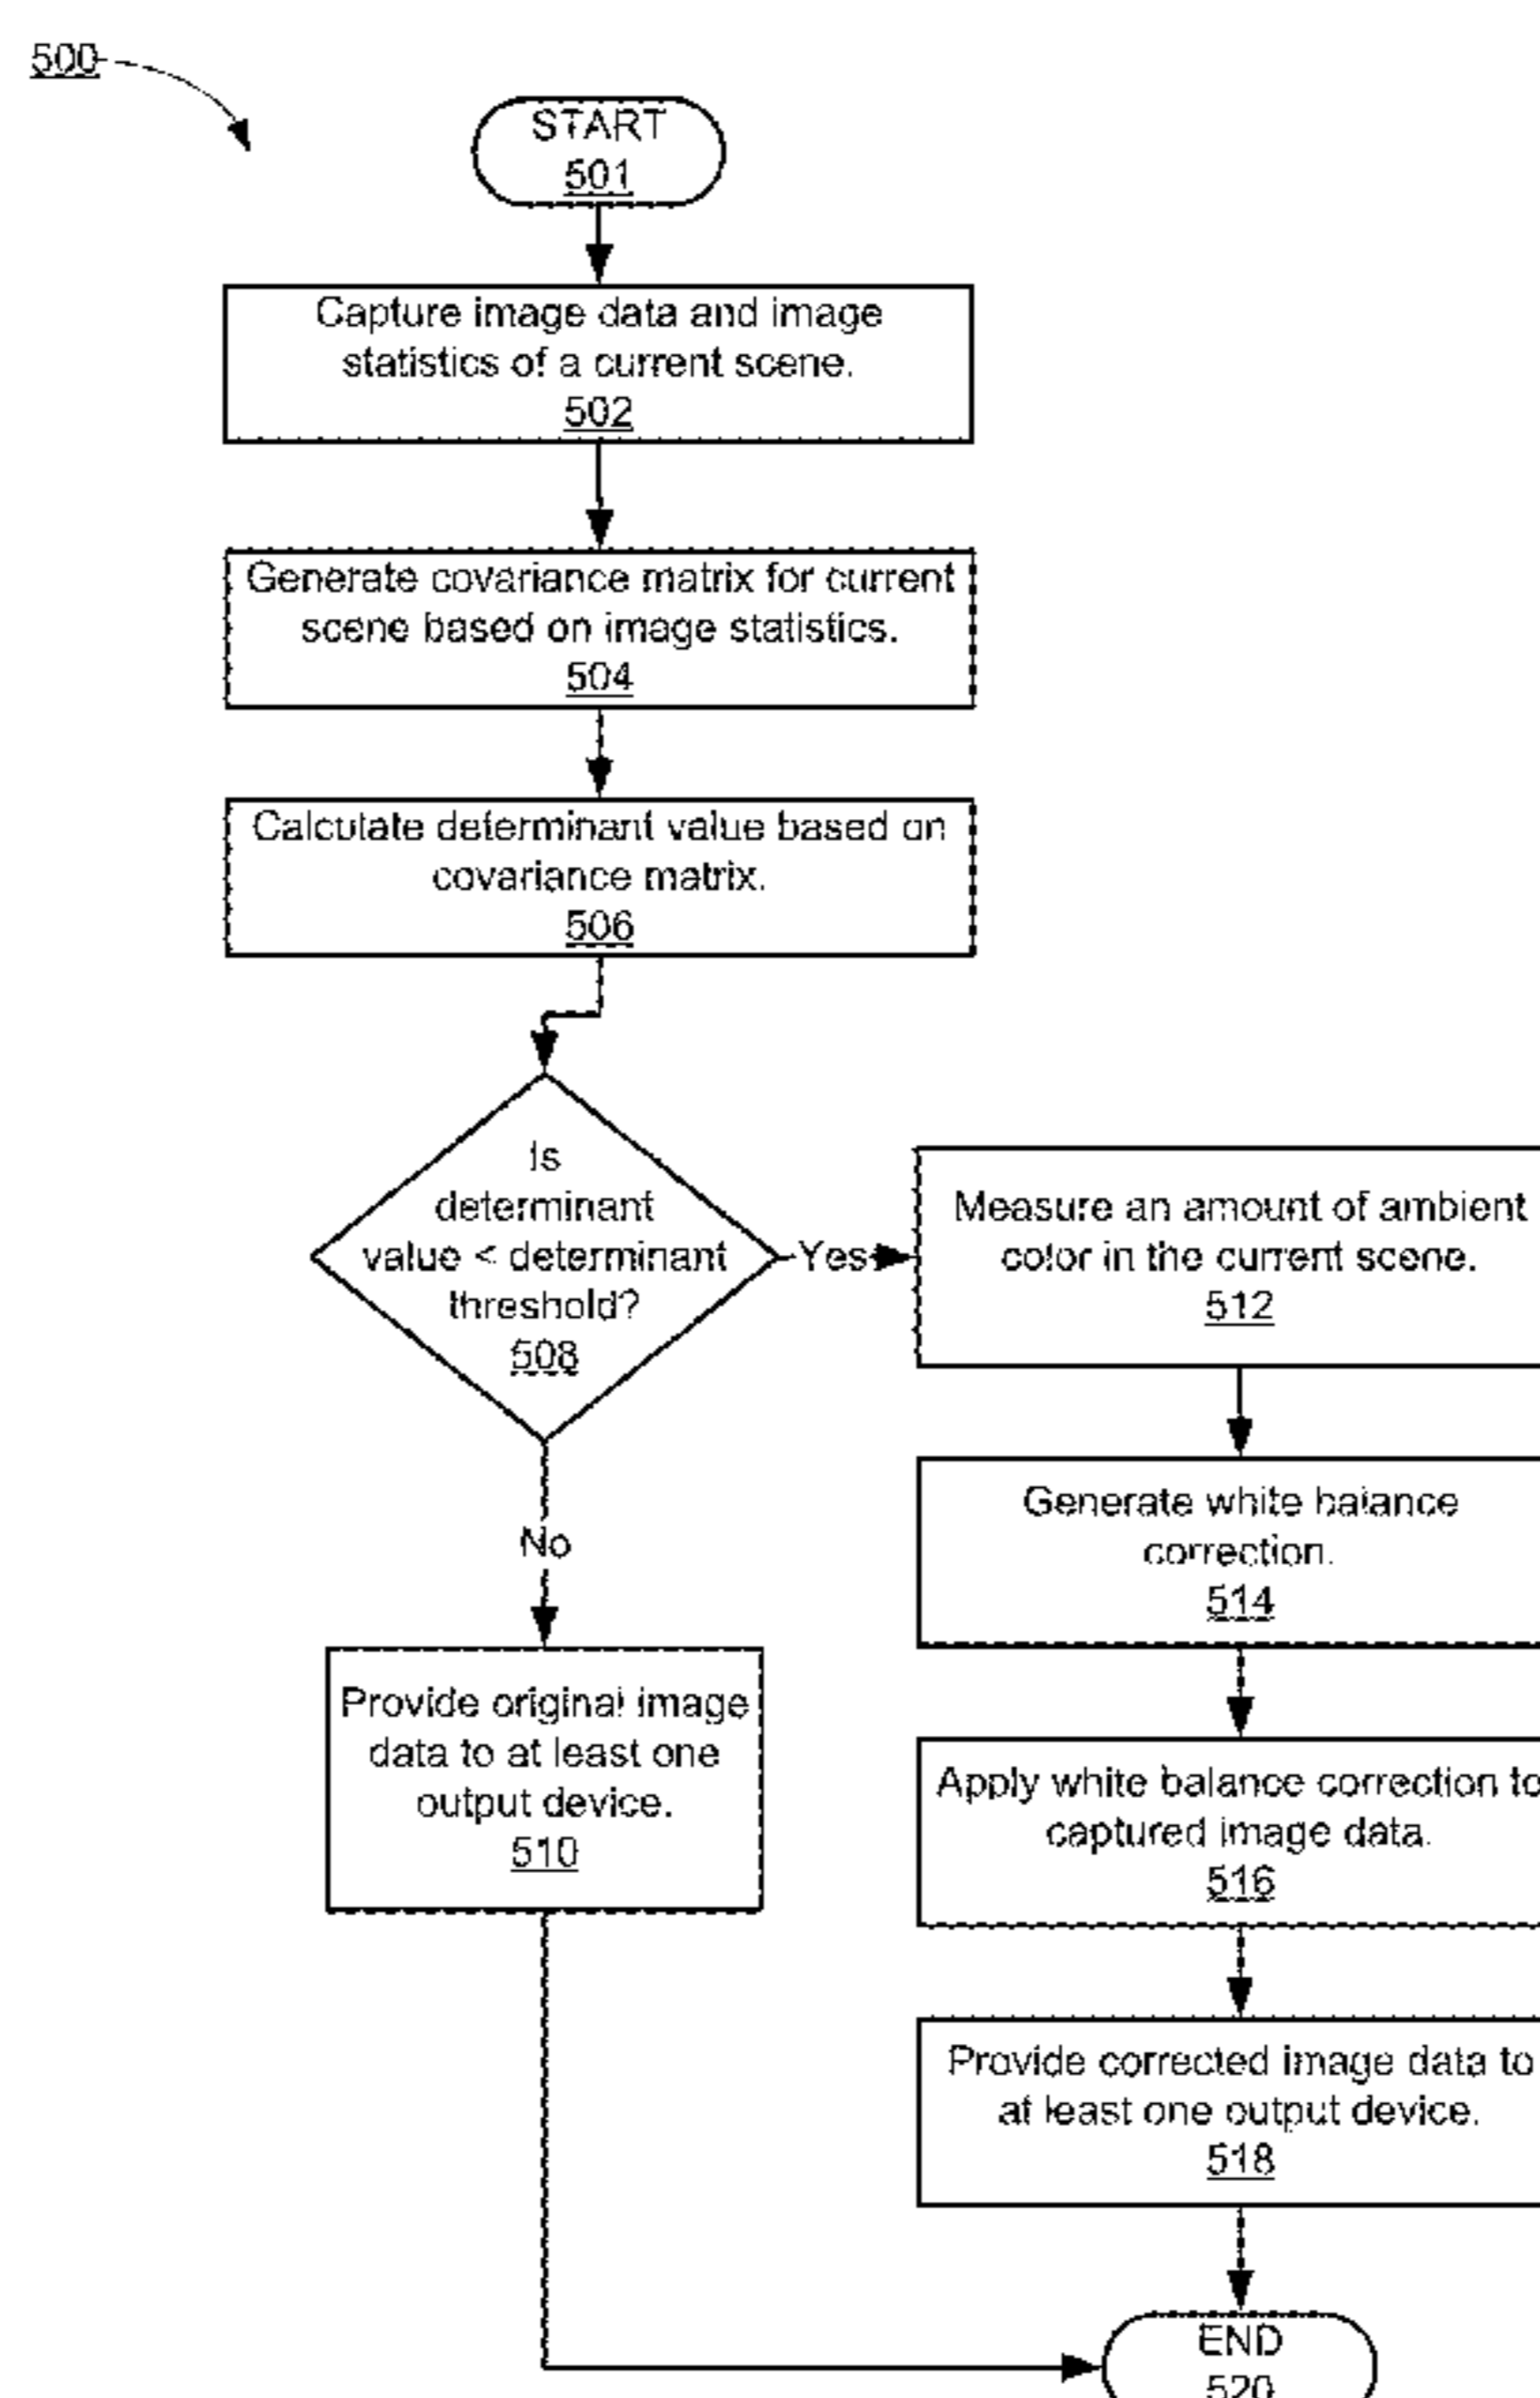 500
START
501
Capture image data and image
statistics of a current scene.
502
Generate covariance matrix for current
scene based on image statistics.
504
Calculate determinant value based on
covariance matrix.
506
Is
determinant
value < determinant
threshold?
508
Yes
Measure an amount of ambient
color in the current scene.
512
Generate white balance
correction.
514
No
Provide original image
data to at least one
output device.
510
Apply white balance correction to
captured image data.
516
Provide corrected image data to
at least one output device.
518
END
520